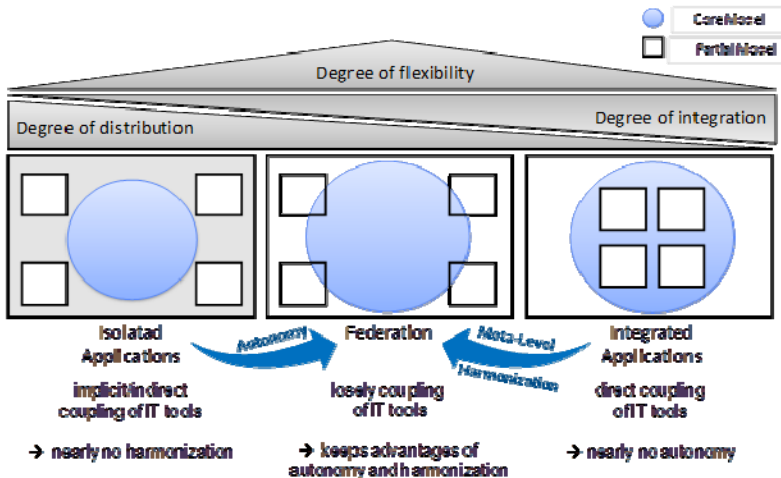 Core Model
Partial Model
Degree of flexibility
Degree of distribution
Degree of integration
Isolatad
Applications
Autonomy
Federation
Meta-Level
Harmonization
Integrated
Applications
implicit/indirect
coupling of IT tools
losely coupling
of IT tools
direct coupling
of IT tools
→ nearly no harmonization
→ keeps advantages of
autonomy and harmonization
→ nearly no autonomy